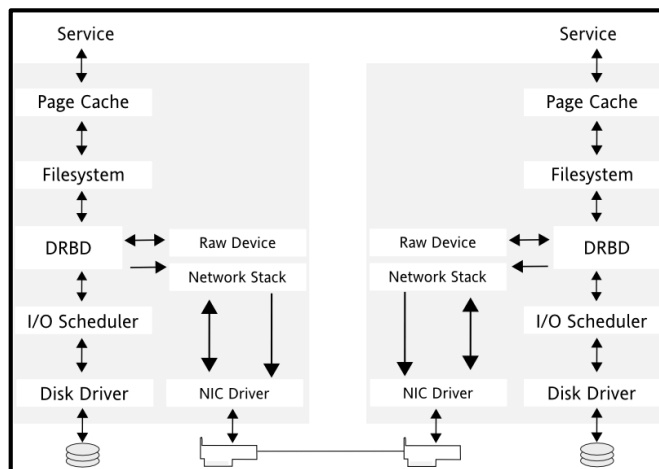 Service
Service
Page Cache
Page Cache
Filesystem
Filesystem
DRBD
Raw Device
Raw Device
DRBD
Network Stack
Network Stack
I/O Scheduler
I/O Scheduler
Disk Driver
NIC Driver
NIC Driver
Disk Driver